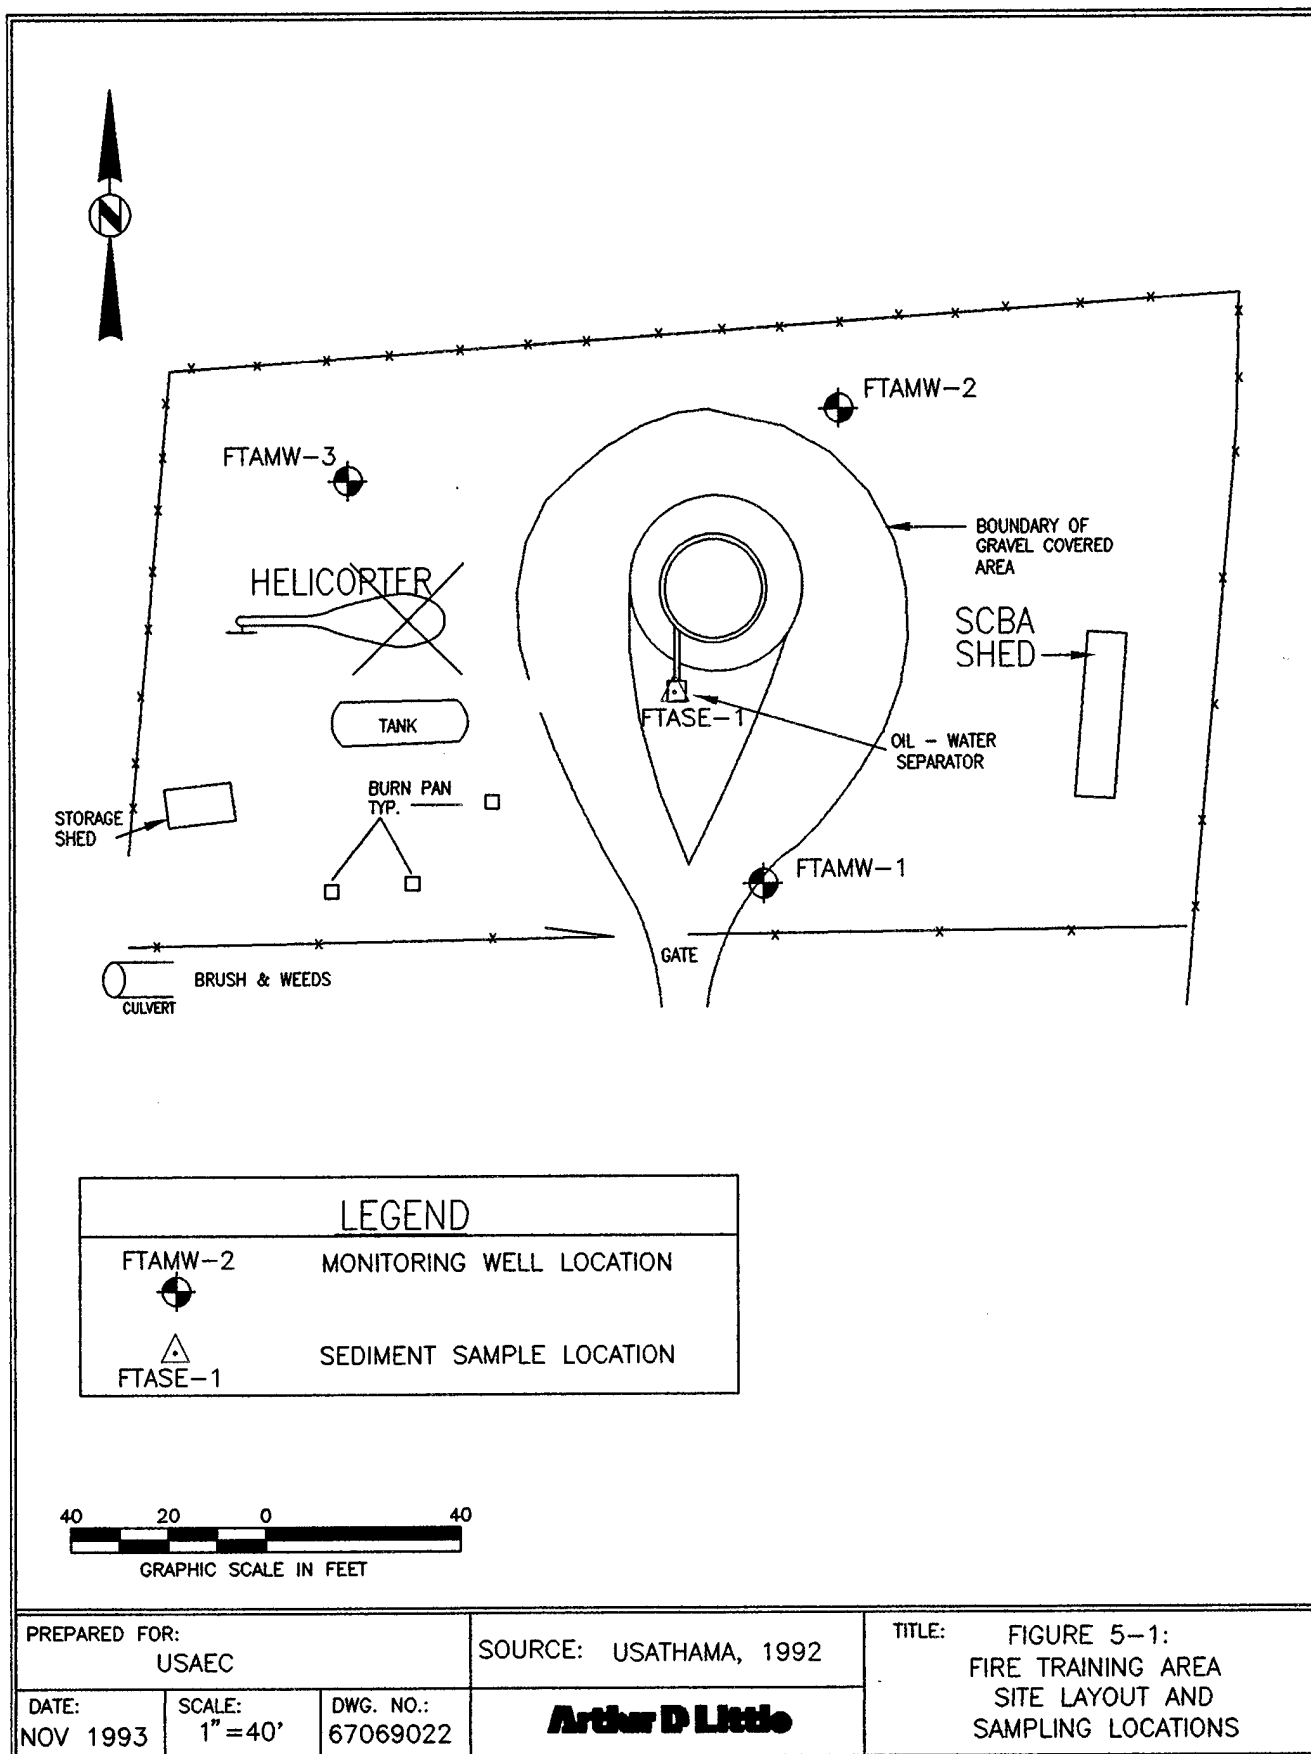 N
FTAMW-2
FTAMW-3
BOUNDARY OF
GRAVEL COVERED
AREA
HELICOPTER
SCBA
SHED
FTASE-1
TANK
OIL - WATER
SEPARATOR
BURN PAN
TYP.
STORAGE
SHED
FTAMW-1
GATE
BRUSH & WEEDS
CULVERT
LEGEND
FTAMW-2
MONITORING WELL LOCATION
SEDIMENT SAMPLE LOCATION
FTASE-1
40 20 0 40
GRAPHIC SCALE IN FEET
PREPARED FOR:
USAEC
SOURCE: USATHAMA, 1992
TITLE: FIGURE 5-1:
FIRE TRAINING AREA
SITE LAYOUT AND
SAMPLING LOCATIONS
DATE:
NOV 1993
SCALE:
1"=40'
DWG. NO.:
67069022
Arthur D Little